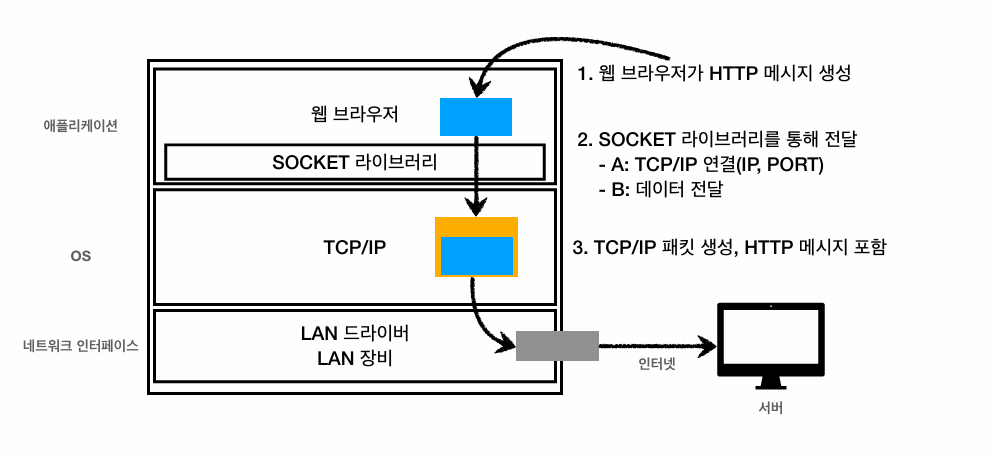 1. 웹 브라우저가 HTTP 메시지 생성
애플리케이션
웹 브라우저
SOCKET 라이브러리
2. SOCKET 라이브러리를 통해 전달
- A: TCP/IP 연결(IP, PORT)
- B: 데이터 전달
OS
TCP/IP
3. TCP/IP 패킷 생성, HTTP 메시지 포함
네트워크 인터페이스
LAN 드라이버
LAN 장비
인터넷
서버